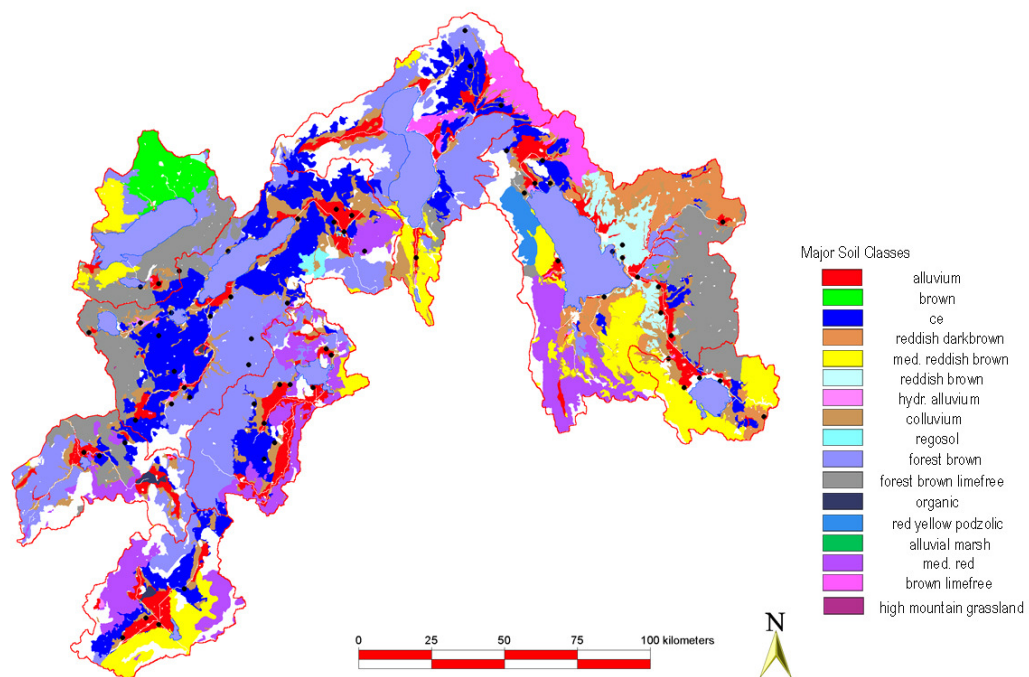 Major Soil Classes
alluvium
brown
ce
reddish darkbrown
med. reddish brown
reddish brown
hydr. alluvium
colluvium
regosol
forest brown
forest brown limefree
organic
red yellow podzolic
alluvial marsh
med. red
brown limefree
high mountain grassland
N
0 25 50 75 100 kilometers